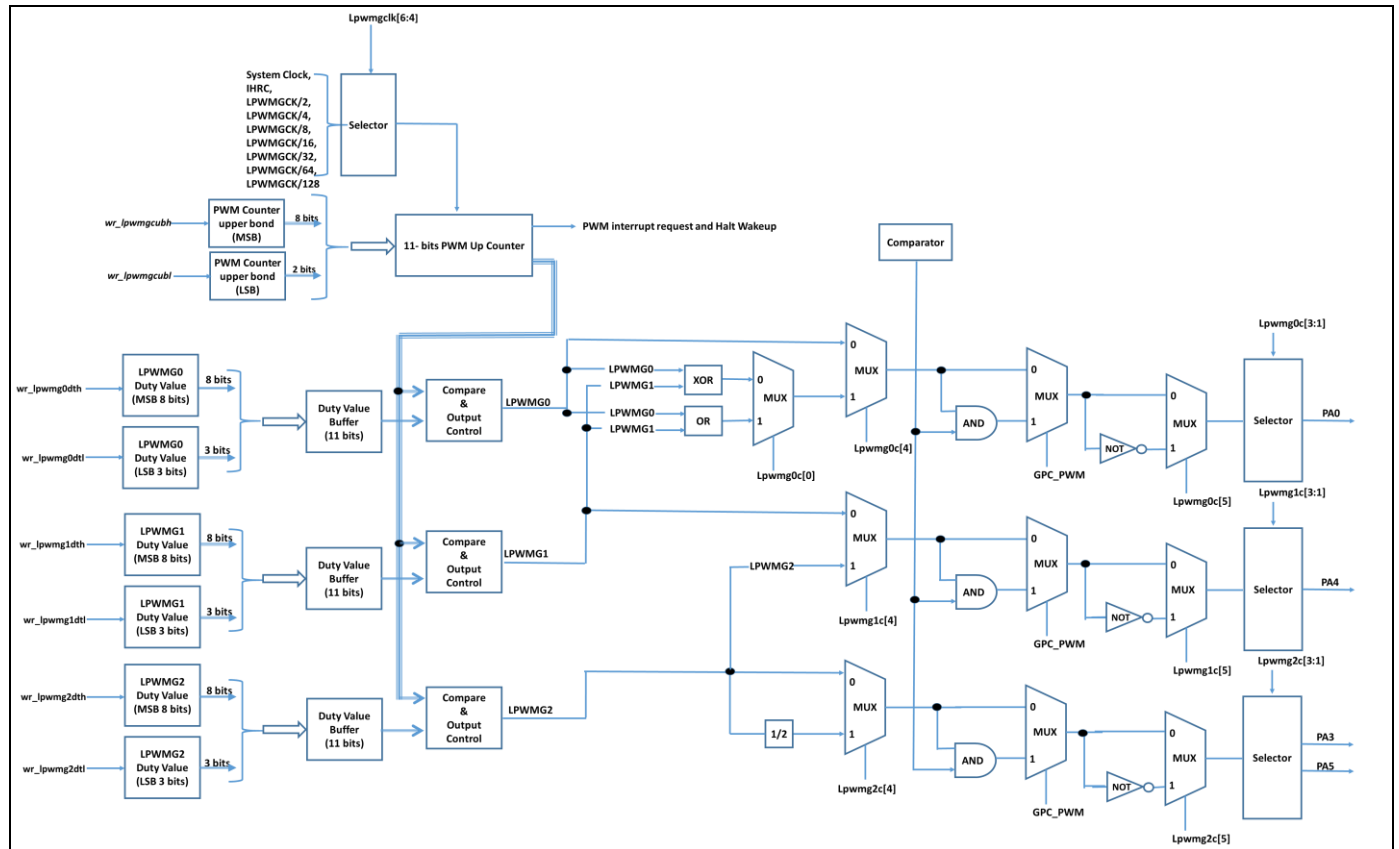 Lpwmgclk[6:4]
System Clock,
IHRC,
LPWMGCK/2,
LPWMGCK/4,
LPWMGCK/8,
LPWMGCK/16,
LPWMGCK/32,
LPWMGCK/64,
LPWMGCK/128
Selector
wr_lpwmgcubh
PWM Counter
upper bond
(MSB)
8 bits
wr_lpwmgcubl
PWM Counter
upper bond
(LSB)
2 bits
11- bits PWM Up Counter
PWM interrupt request and Halt Wakeup
Comparator
wr_lpwmg0dth
LPWMG0
Duty Value
(MSB 8 bits)
8 bits
wr_lpwmg0dtl
LPWMG0
Duty Value
(LSB 3 bits)
3 bits
Duty Value
Buffer
(11 bits)
Compare
&
Output
Control
LPWMG0
LPWMG0
LPWMG1
XOR
LPWMG0
LPWMG1
OR
0
MUX
1
Lpwmg0c[0]
0
MUX
1
Lpwmg0c[4]
AND
0
MUX
1
GPC_PWM
NOT
0
MUX
1
Lpwmg0c[5]
Lpwmg0c[3:1]
Selector
PA0
wr_lpwmg1dth
LPWMG1
Duty Value
(MSB 8 bits)
8 bits
wr_lpwmg1dtl
LPWMG1
Duty Value
(LSB 3 bits)
3 bits
Duty Value
Buffer
(11 bits)
Compare
&
Output
Control
LPWMG1
LPWMG2
0
MUX
1
Lpwmg1c[4]
AND
0
MUX
1
GPC_PWM
NOT
0
MUX
1
Lpwmg1c[5]
Lpwmg1c[3:1]
Selector
PA4
wr_lpwmg2dth
LPWMG2
Duty Value
(MSB 8 bits)
8 bits
wr_lpwmg2dtl
LPWMG2
Duty Value
(LSB 3 bits)
3 bits
Duty Value
Buffer
(11 bits)
Compare
&
Output
Control
LPWMG2
1/2
0
MUX
1
Lpwmg2c[4]
AND
0
MUX
1
GPC_PWM
NOT
0
MUX
1
Lpwmg2c[5]
Lpwmg2c[3:1]
Selector
PA3
PA5